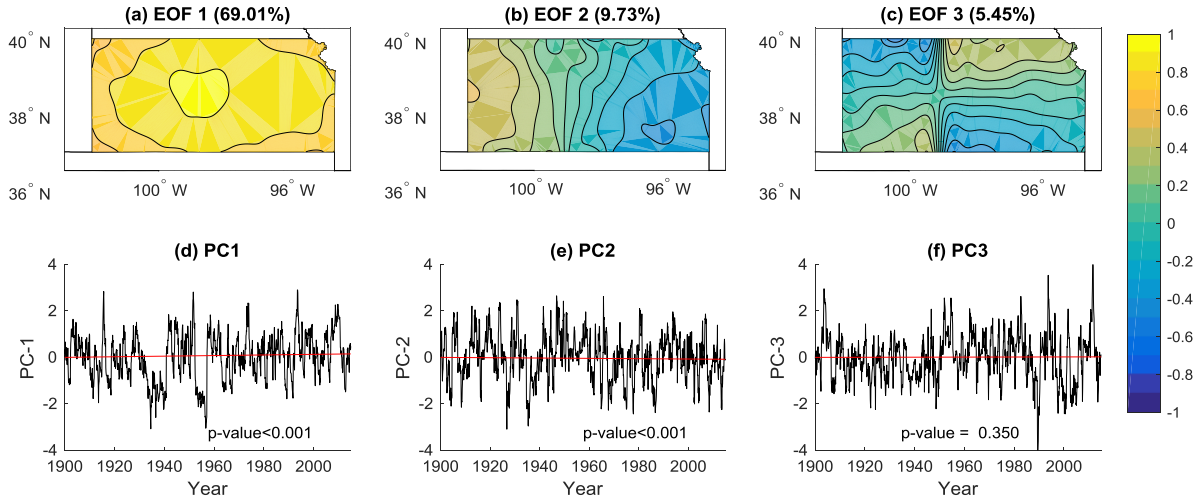 (a) EOF 1 (69.01%)
(b) EOF 2 (9.73%)
(c) EOF 3 (5.45%)
40° N
38° N
36° N
100° W
96° W
40° N
38° N
36° N
100° W
96° W
40° N
38° N
36° N
100° W
96° W
1
0.8
0.6
0.4
0.2
0
-0.2
-0.4
-0.6
-0.8
-1
(d) PC1
4
2
0
-2
-4
PC-1
p-value<0.001
1900 1920 1940 1960 1980 2000
Year
(e) PC2
4
2
0
-2
-4
PC-2
p-value<0.001
1900 1920 1940 1960 1980 2000
Year
(f) PC3
4
2
0
-2
-4
PC-3
p-value = 0.350
1900 1920 1940 1960 1980 2000
Year